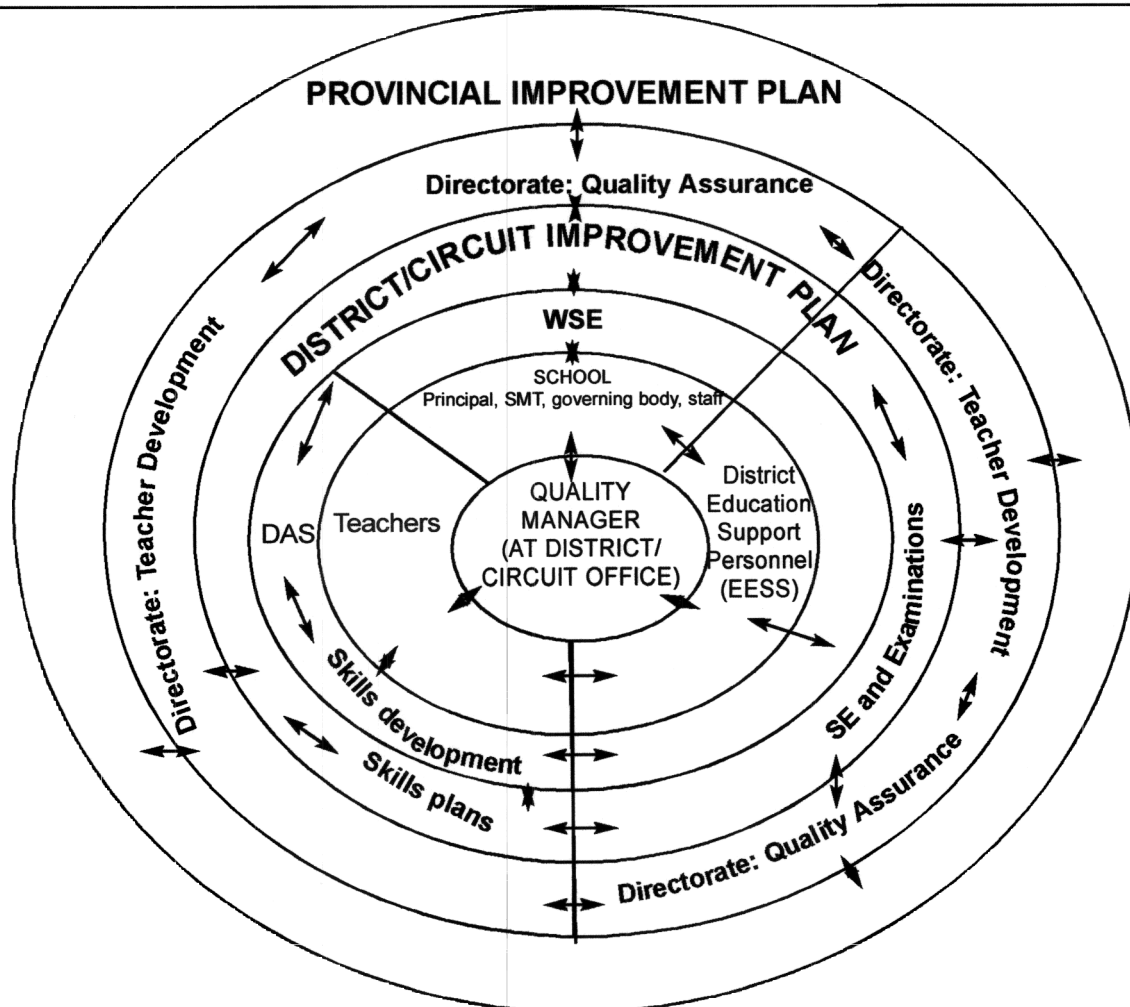 PROVINCIAL IMPROVEMENT PLAN
Directorate: Quality Assurance
DISTRICT/CIRCUIT IMPROVEMENT PLAN
WSE
SCHOOL
Principal, SMT, governing body, staff
Directorate: Teacher Development
Directorate: Teacher Development
DAS
Teachers
QUALITY
MANAGER
(AT DISTRICT/
CIRCUIT OFFICE)
District
Education
Support
Personnel
(EESS)
SE and Examinations
Skills development
Skills plans
Directorate: Quality Assurance